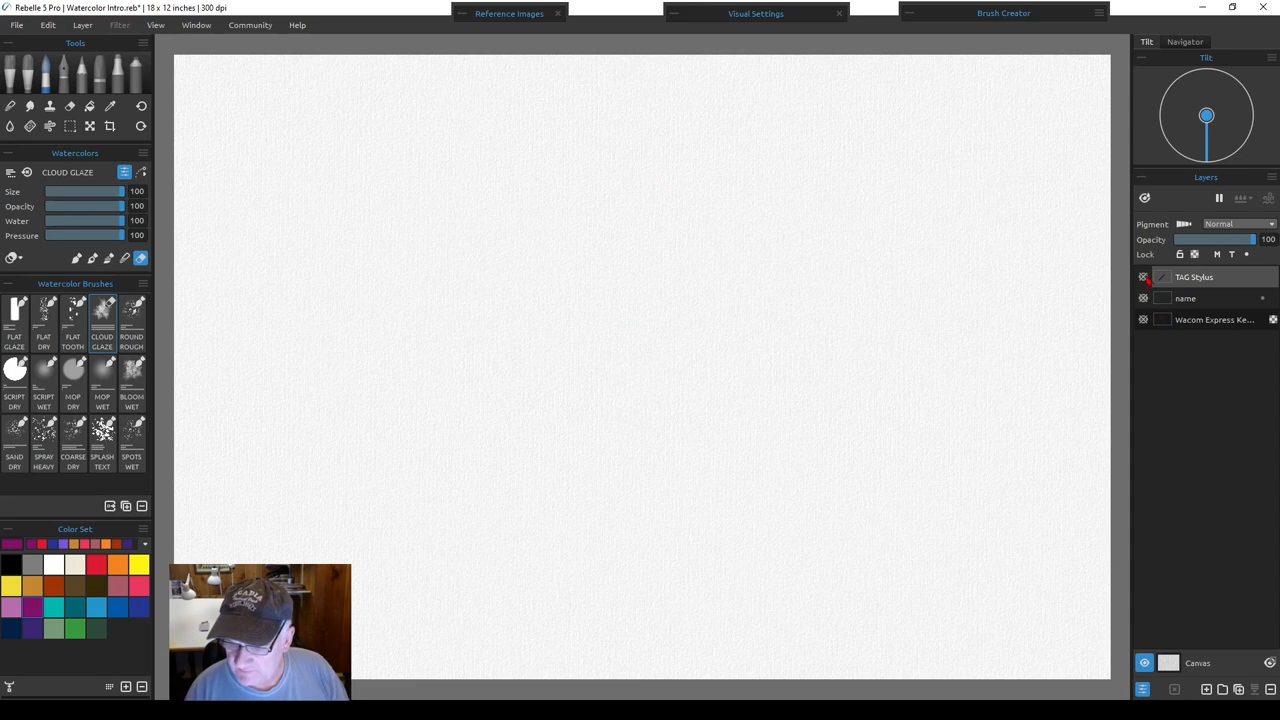 Rebelle 5 Pro | Watercolor Intro.reb* | 18 x 12 inches | 300 dpi
Reference Images
Visual Settings
Brush Creator
File Edit Layer Filter View Window Community Help
Tools
Tilt Navigator
Tilt
Watercolors
CLOUD GLAZE
Size 100
Opacity 100
Water 100
Pressure 100
Layers
Pigment Normal
Opacity 100
Lock M T
TAG Stylus
name
Wacom Express Ke...
Watercolor Brushes
FLAT GLAZE
FLAT DRY
FLAT TOOTH
CLOUD GLAZE
ROUND ROUGH
SCRIPT DRY
SCRIPT WET
MOP DRY
MOP WET
BLOOM WET
SAND DRY
SPRAY HEAVY
COARSE DRY
SPLASH TEXT
SPOTS WET
Color Set
ACADIA
Canvas